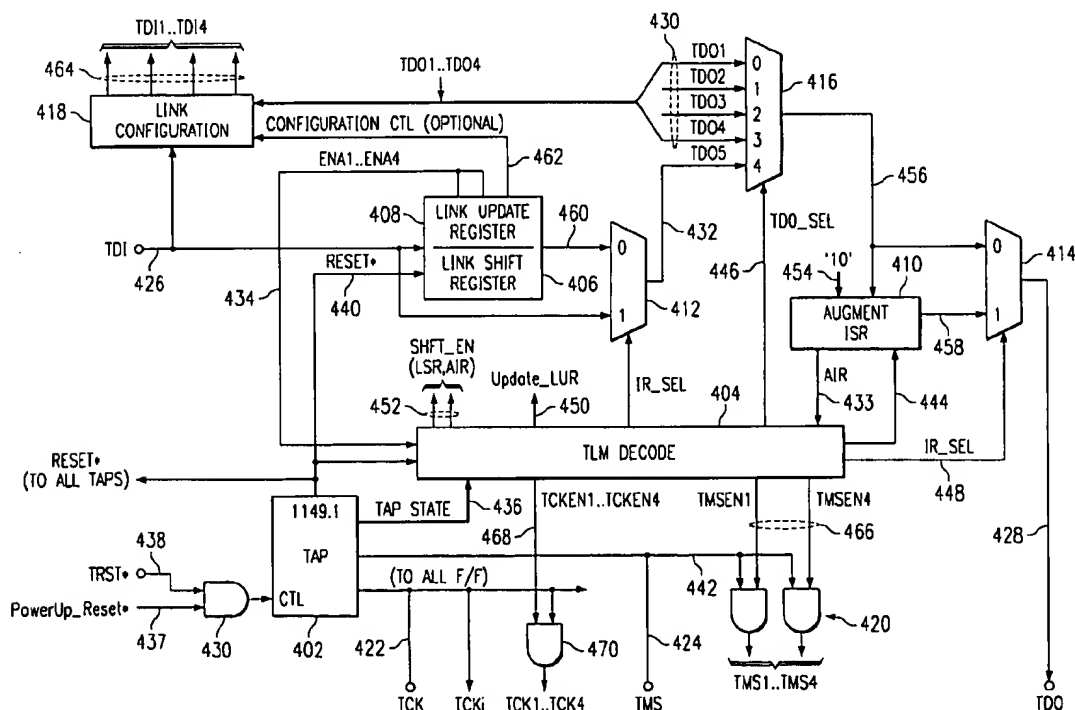 TDI1..TDI4
464
418
LINK
CONFIGURATION
TDO1..TDO4
CONFIGURATION CTL (OPTIONAL)
430
TDO1
TDO2
TDO3
TDO4
TDO5
0
1
2
3
4
416
456
ENA1..ENA4
462
408
LINK UPDATE
REGISTER
LINK SHIFT
REGISTER
406
460
0
1
412
432
TDO_SEL
446
TDI
426
RESET*
440
434
'10'
454
410
AUGMENT
ISR
458
0
1
414
SHFT_EN
(LSR,AIR)
452
Update_LUR
450
IR_SEL
404
AIR
433
444
TLM DECODE
IR_SEL
448
RESET*
(TO ALL TAPS)
1149.1
TAP
CTL
402
TAP STATE
436
TCKEN1..TCKEN4
468
TMSEN1
TMSEN4
466
428
438
TRST*
PowerUp_Reset*
437
430
(TO ALL F/F)
442
422
470
424
420
TCK
TCKi
TCK1..TCK4
TMS
TMS1..TMS4
TDO